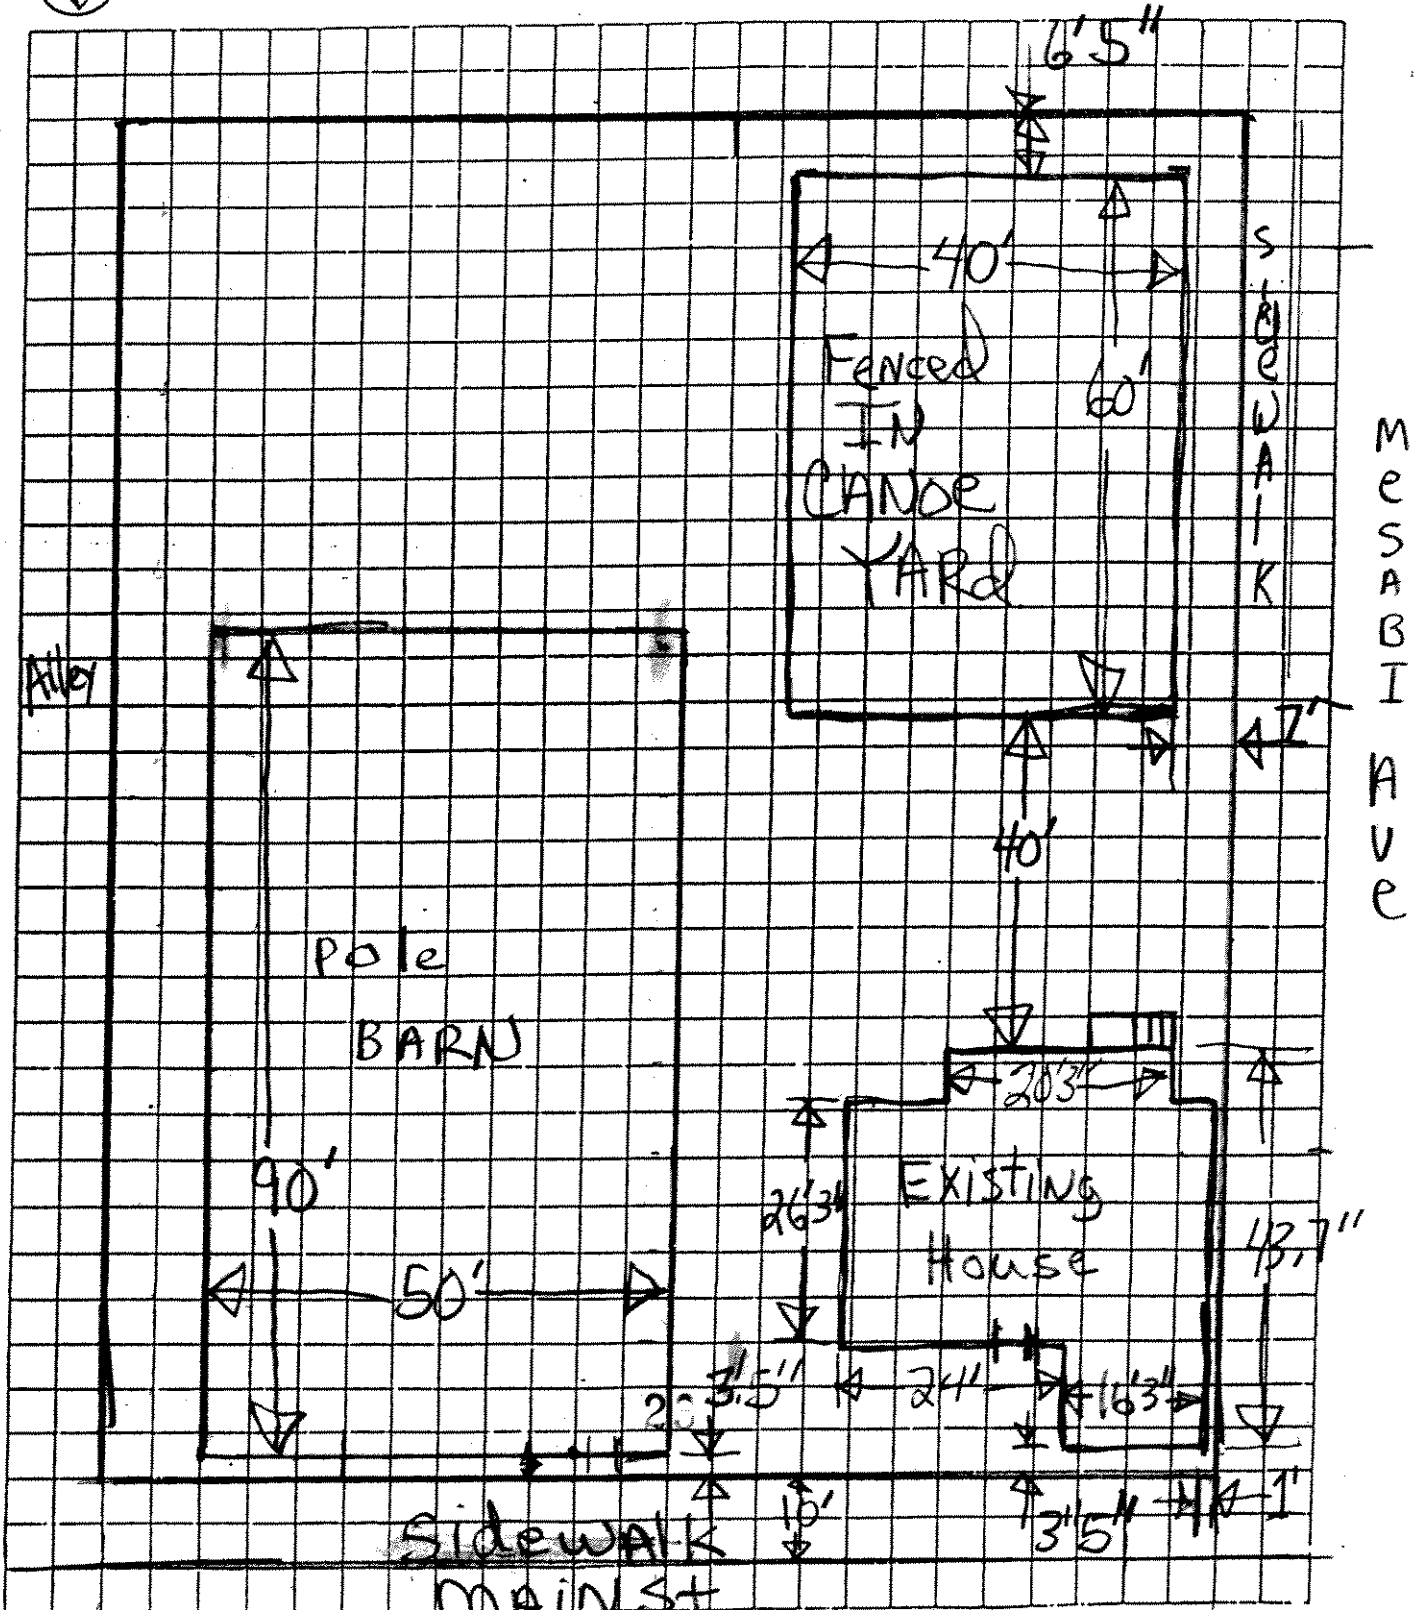 6'5"
40'
Fenced
IN
CANOE
YARd
60'
SideWAlK
MeSABI AVe
Alley
7'
40'
Pole
BARN
20'3"
26'3"
Existing
House
43,7"
90'
50'
3'.5"
24'
16'3"
10'
3'5"
1'
SidewAlk
MAiN St